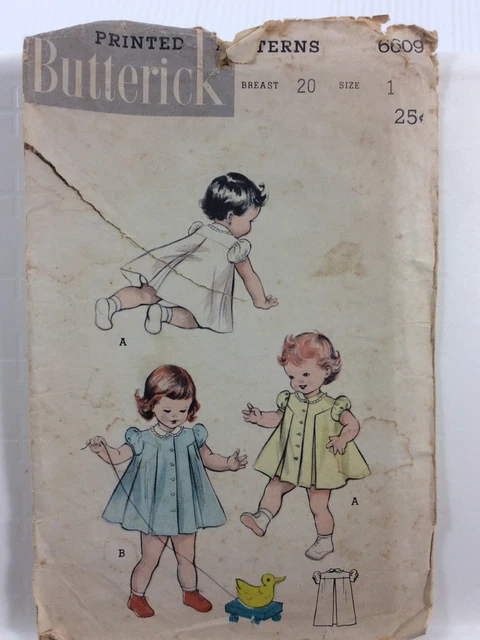 PRINTED TERNS 6609
Butterick BREAST 20 SIZE 1
25¢
A
A
B